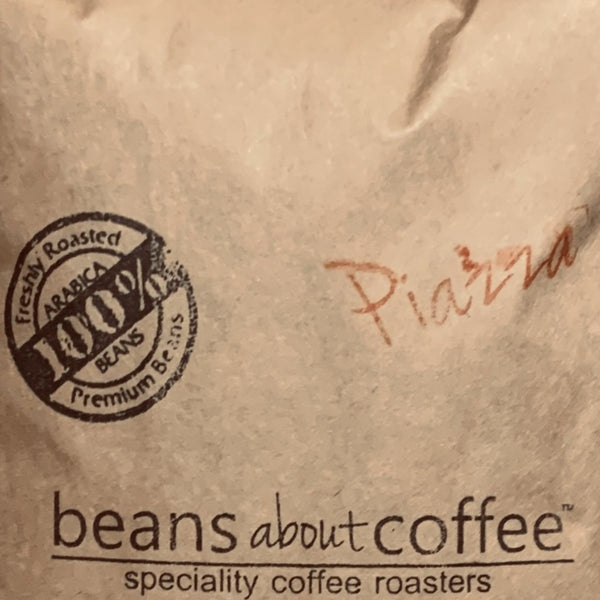 Freshly Roasted
ARABICA
100%
BEANS
Premium Beans
Piazza
beans about coffee™
speciality coffee roasters